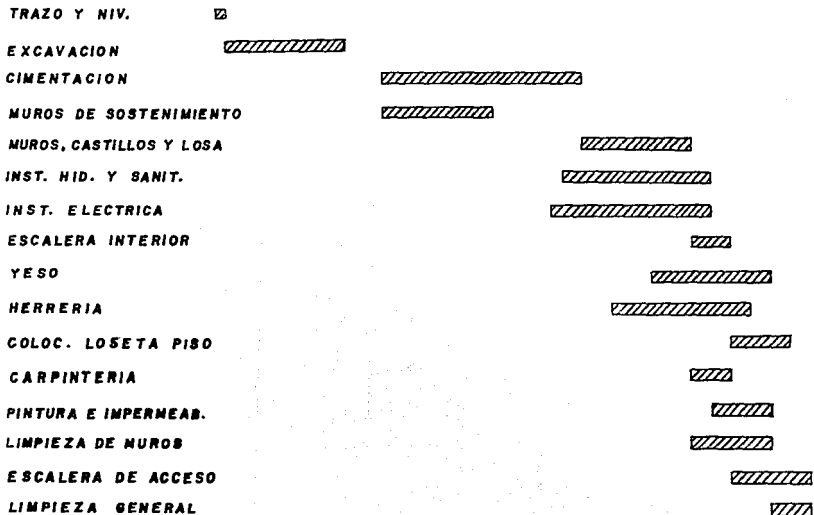 TRAZO Y NIV.
EXCAVACION
CIMENTACION
MUROS DE SOSTENIMIENTO
MUROS, CASTILLOS Y LOSA
INST. HID. Y SANIT.
INST. ELECTRICA
ESCALERA INTERIOR
YESO
HERRERIA
COLOC. LOSETA PISO
CARPINTERIA
PINTURA E IMPERMEAB.
LIMPIEZA DE MUROS
ESCALERA DE ACCESO
LIMPIEZA GENERAL